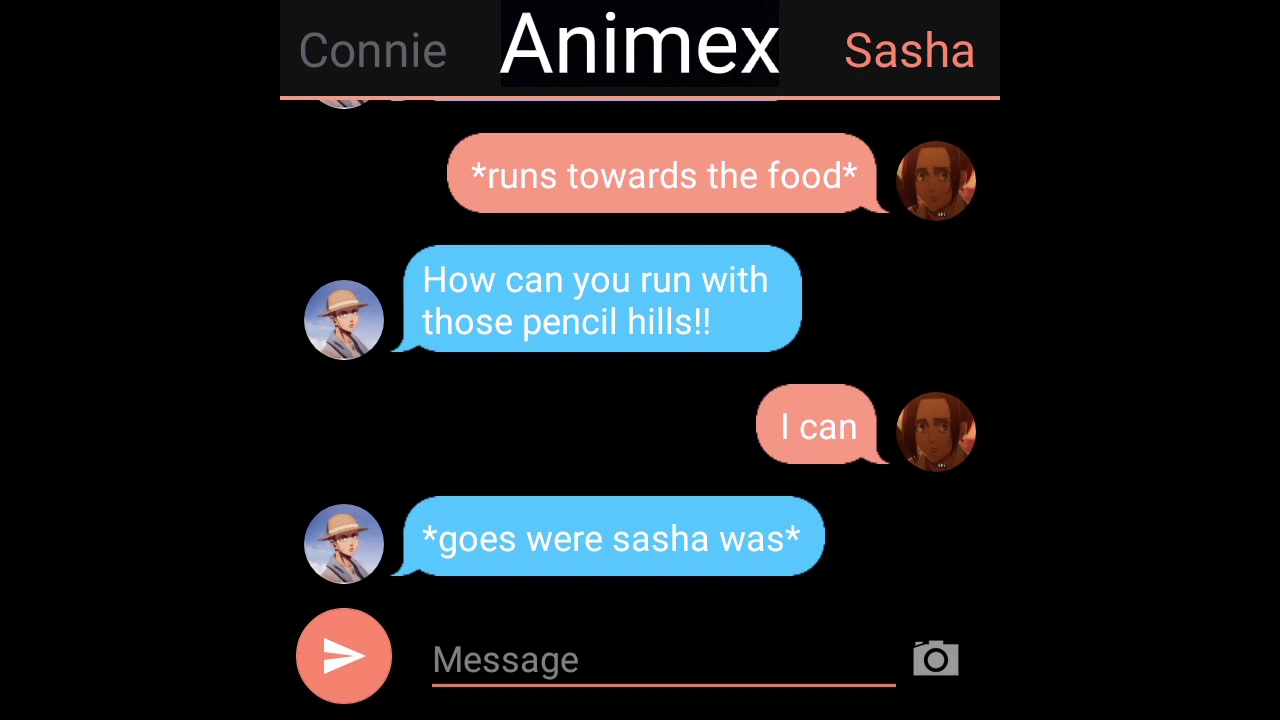 Connie
Animex
Sasha
*runs towards the food*
How can you run with
those pencil hills!!
I can
*goes were sasha was*
Message